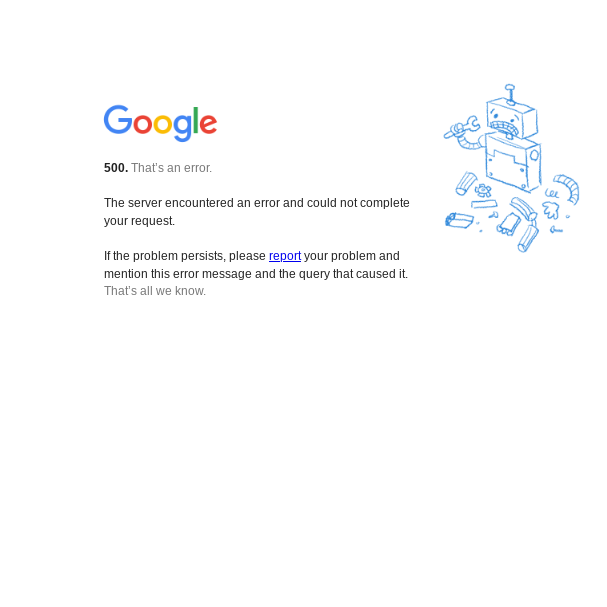 Google
500. That’s an error.
The server encountered an error and could not complete
your request.
If the problem persists, please report your problem and
mention this error message and the query that caused it.
That’s all we know.